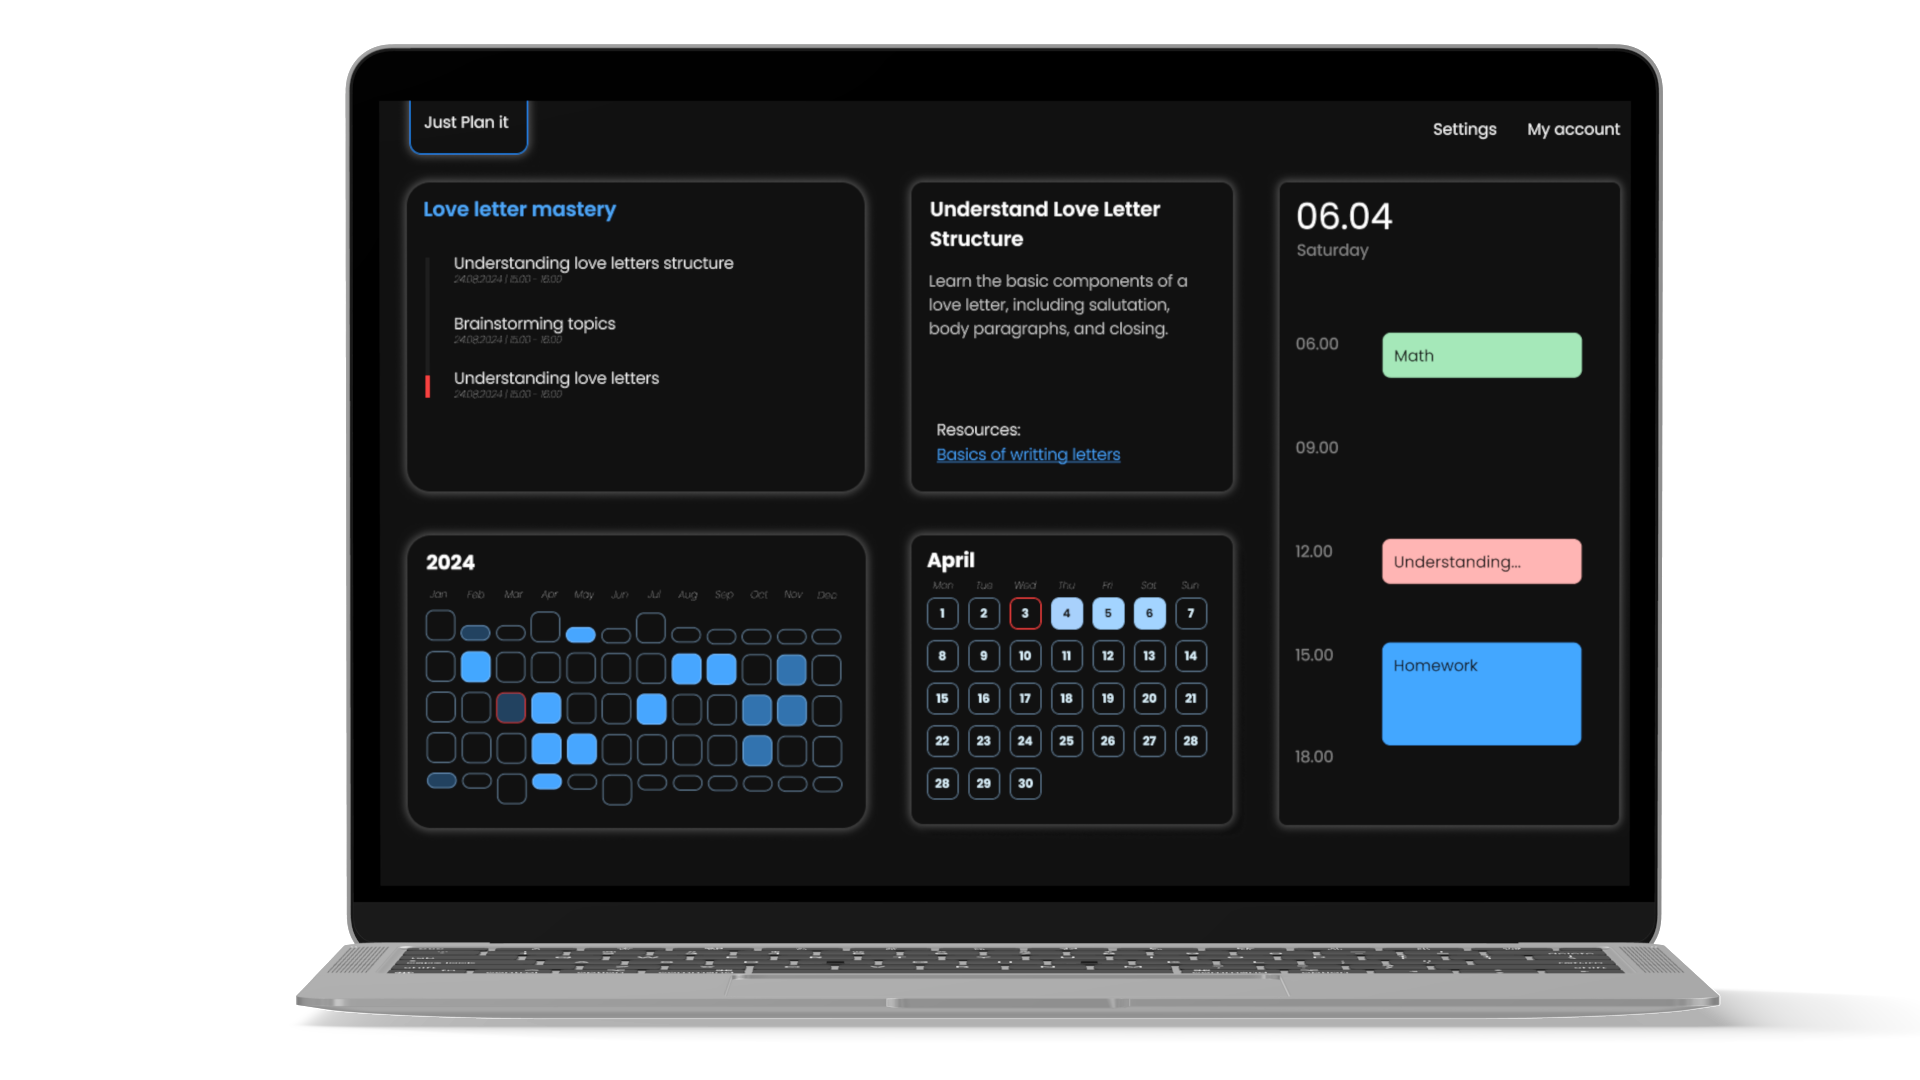 Just Plan it
Settings
My account
Love letter mastery
Understanding love letters structure
24.08.2024 | 15.00 - 16.00
Brainstorming topics
24.08.2024 | 15.00 - 16.00
Understanding love letters
24.08.2024 | 15.00 - 16.00
Understand Love Letter
Structure
Learn the basic components of a
love letter, including salutation,
body paragraphs, and closing.
Resources:
Basics of writting letters
06.04
Saturday
06.00
Math
09.00
12.00
Understanding...
15.00
Homework
18.00
2024
Jan Feb Mar Apr May Jun Jul Aug Sep Oct Nov Dec
April
Mon Tue Wed Thu Fri Sat Sun
1 2 3 4 5 6 7
8 9 10 11 12 13 14
15 16 17 18 19 20 21
22 23 24 25 26 27 28
28 29 30